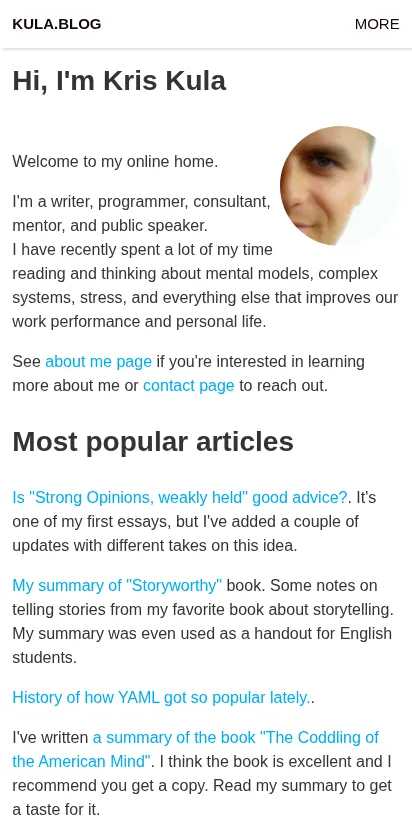 KULA.BLOG
MORE
Hi, I'm Kris Kula
Welcome to my online home.
I'm a writer, programmer, consultant,
mentor, and public speaker.
I have recently spent a lot of my time
reading and thinking about mental models, complex
systems, stress, and everything else that improves our
work performance and personal life.
See about me page if you're interested in learning
more about me or contact page to reach out.
Most popular articles
Is "Strong Opinions, weakly held" good advice?. It's
one of my first essays, but I've added a couple of
updates with different takes on this idea.
My summary of "Storyworthy" book. Some notes on
telling stories from my favorite book about storytelling.
My summary was even used as a handout for English
students.
History of how YAML got so popular lately..
I've written a summary of the book "The Coddling of
the American Mind". I think the book is excellent and I
recommend you get a copy. Read my summary to get
a taste for it.